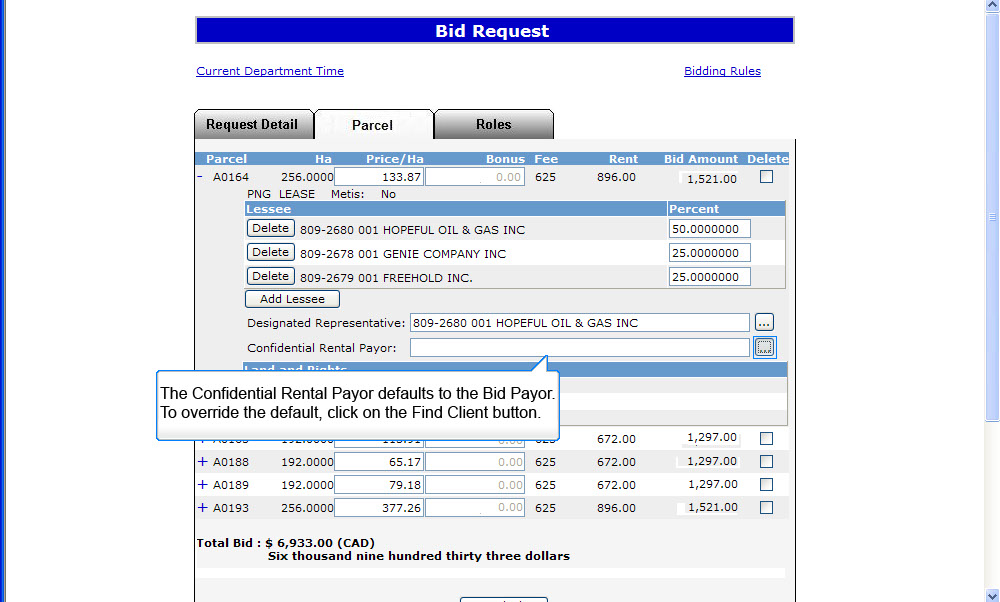 Bid Request
Current Department Time Bidding Rules
Request Detail Parcel Roles
Parcel Ha Price/Ha Bonus Fee Rent Bid Amount Delete
- A0164 256.0000 133.87 0.00 625 896.00 1,521.00
PNG LEASE Metis: No
Lessee Percent
Delete 809-2680 001 HOPEFUL OIL & GAS INC 50.0000000
Delete 809-2678 001 GENIE COMPANY INC 25.0000000
Delete 809-2679 001 FREEHOLD INC. 25.0000000
Add Lessee
Designated Representative: 809-2680 001 HOPEFUL OIL & GAS INC ...
Confidential Rental Payor: ...
Land and Rights
The Confidential Rental Payor defaults to the Bid Payor.
To override the default, click on the Find Client button.
192.0000 0.00 625 672.00 1,297.00
+ A0188 192.0000 65.17 0.00 625 672.00 1,297.00
+ A0189 192.0000 79.18 0.00 625 672.00 1,297.00
+ A0193 256.0000 377.26 0.00 625 896.00 1,521.00
Total Bid : $ 6,933.00 (CAD)
Six thousand nine hundred thirty three dollars